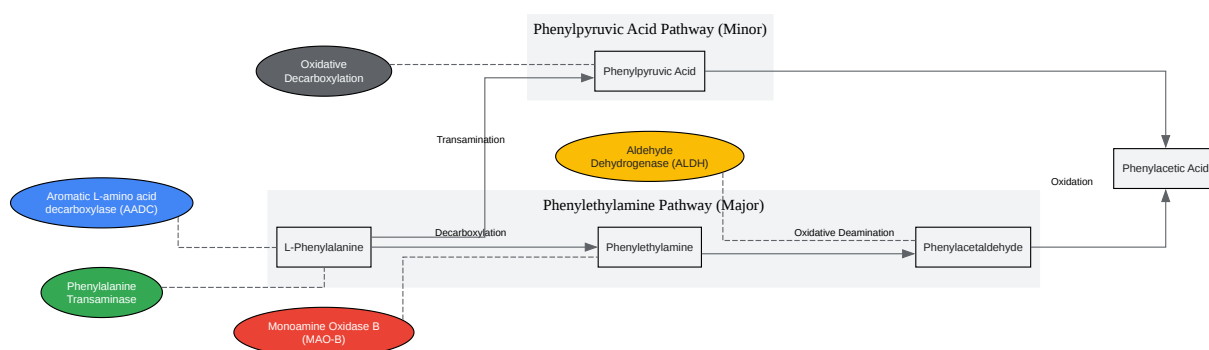 Phenylpyruvic Acid Pathway (Minor)
Oxidative
Decarboxylation
Phenylpyruvic Acid
Transamination
Aldehyde
Dehydrogenase (ALDH)
Phenylacetic Acid
Oxidation
Aromatic L-amino acid
decarboxylase (AADC)
Phenylethylamine Pathway (Major)
Decarboxylation
Oxidative Deamination
L-Phenylalanine
Phenylethylamine
Phenylacetaldehyde
Phenylalanine
Transaminase
Monoamine Oxidase B
(MAO-B)